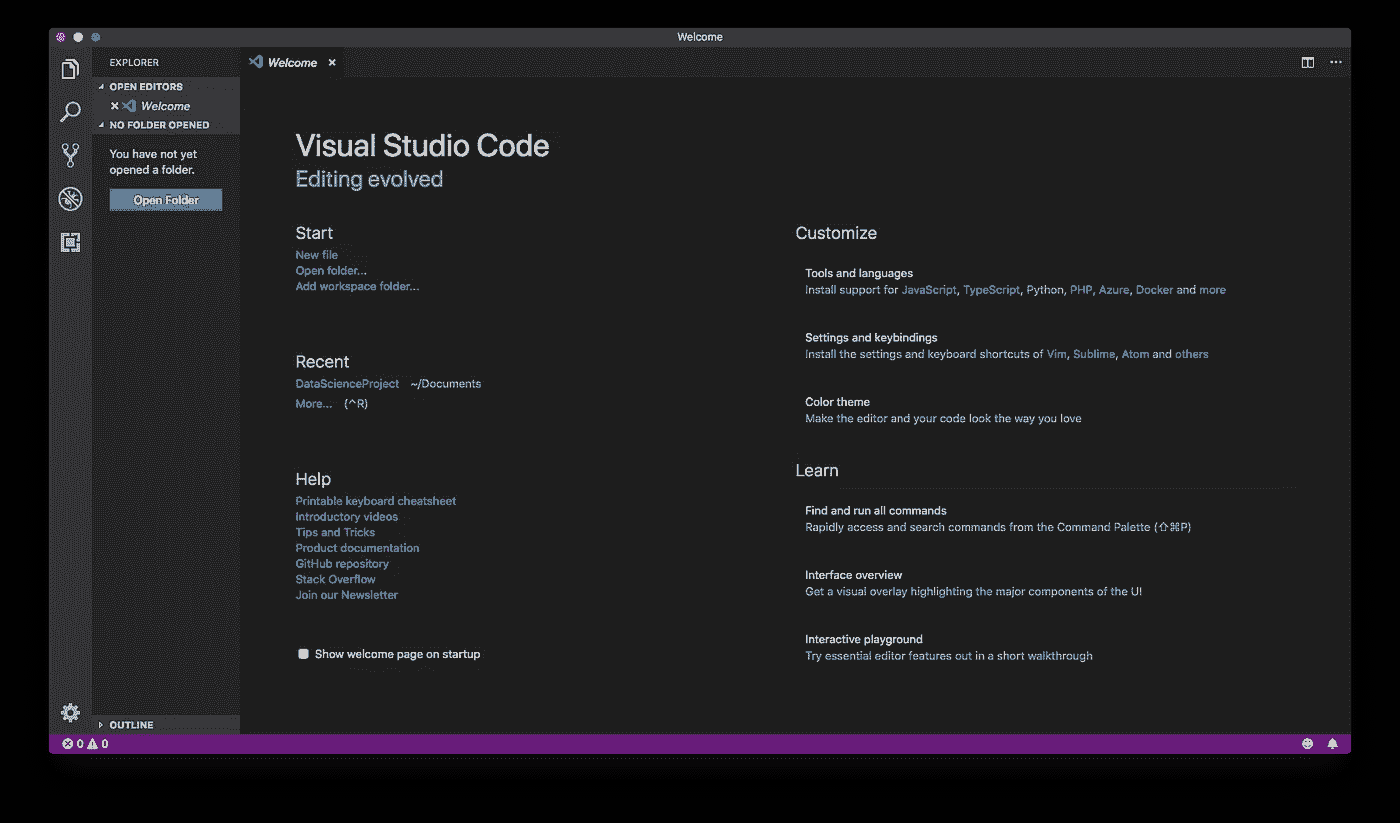 Welcome
EXPLORER
OPEN EDITORS
Welcome
NO FOLDER OPENED
You have not yet
opened a folder.
Open Folder
Welcome
Visual Studio Code
Editing evolved
Start
New file
Open folder...
Add workspace folder...
Recent
DataScienceProject ~/Documents
More... (^R)
Help
Printable keyboard cheatsheet
Introductory videos
Tips and Tricks
Product documentation
GitHub repository
Stack Overflow
Join our Newsletter
Show welcome page on startup
Customize
Tools and languages
Install support for JavaScript, TypeScript, Python, PHP, Azure, Docker and more
Settings and keybindings
Install the settings and keyboard shortcuts of Vim, Sublime, Atom and others
Color theme
Make the editor and your code look the way you love
Learn
Find and run all commands
Rapidly access and search commands from the Command Palette (⇧⌘P)
Interface overview
Get a visual overlay highlighting the major components of the UI
Interactive playground
Try essential editor features out in a short walkthrough
OUTLINE
0 0